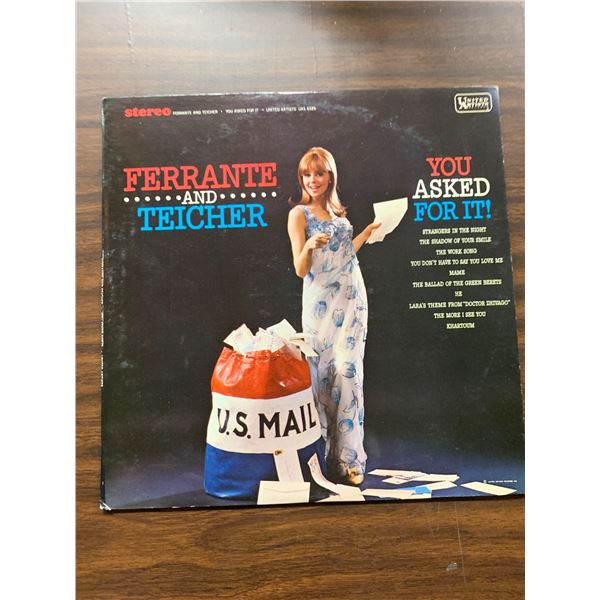 stereo FERRANTE AND TEICHER • YOU ASKED FOR IT • UNITED ARTISTS UAS 6526
UNITED
ARTISTS
FERRANTE
AND
TEICHER
YOU
ASKED
FOR IT!
STRANGERS IN THE NIGHT
THE SHADOW OF YOUR SMILE
THE WORK SONG
YOU DON'T HAVE TO SAY YOU LOVE ME
MAME
THE BALLAD OF THE GREEN BERETS
HE
LARA'S THEME FROM "DOCTOR ZHIVAGO"
THE MORE I SEE YOU
KHARTOUM
U.S. MAIL